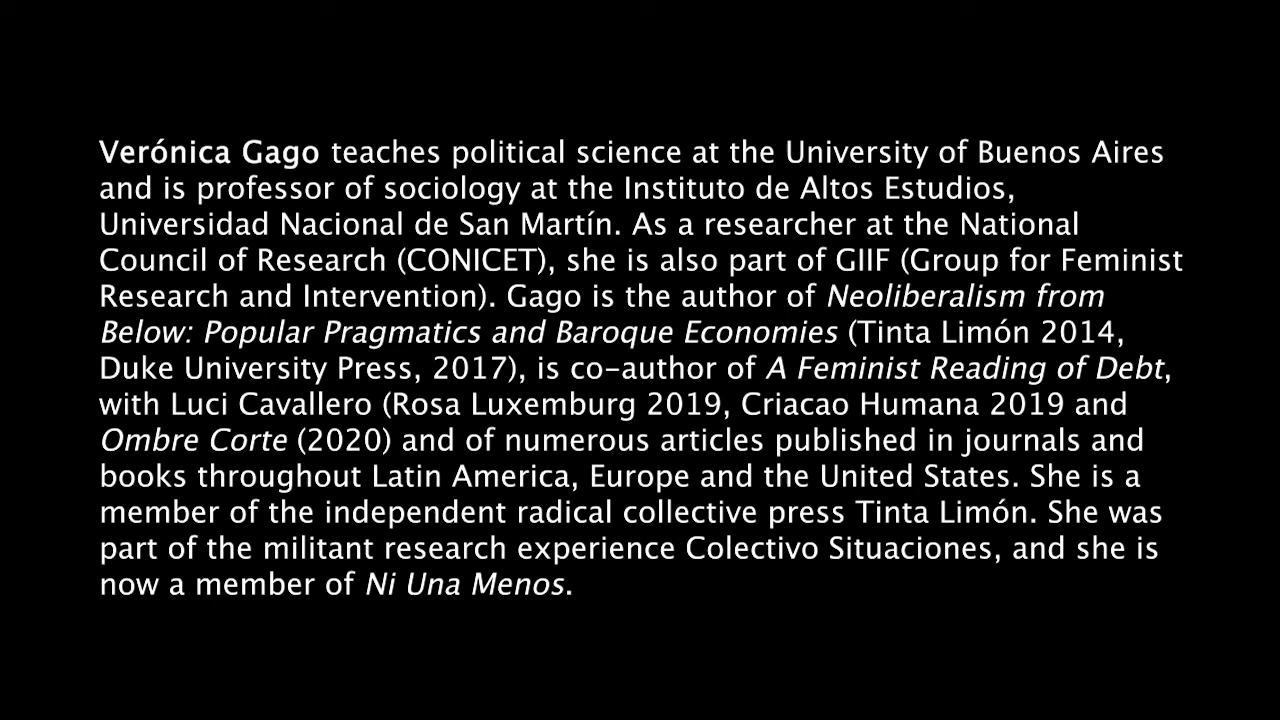 Verónica Gago teaches political science at the University of Buenos Aires
and is professor of sociology at the Instituto de Altos Estudios,
Universidad Nacional de San Martín. As a researcher at the National
Council of Research (CONICET), she is also part of GIIF (Group for Feminist
Research and Intervention). Gago is the author of Neoliberalism from
Below: Popular Pragmatics and Baroque Economies (Tinta Limón 2014,
Duke University Press, 2017), is co-author of A Feminist Reading of Debt,
with Luci Cavallero (Rosa Luxemburg 2019, Criacao Humana 2019 and
Ombre Corte (2020) and of numerous articles published in journals and
books throughout Latin America, Europe and the United States. She is a
member of the independent radical collective press Tinta Limón. She was
part of the militant research experience Colectivo Situaciones, and she is
now a member of Ni Una Menos.